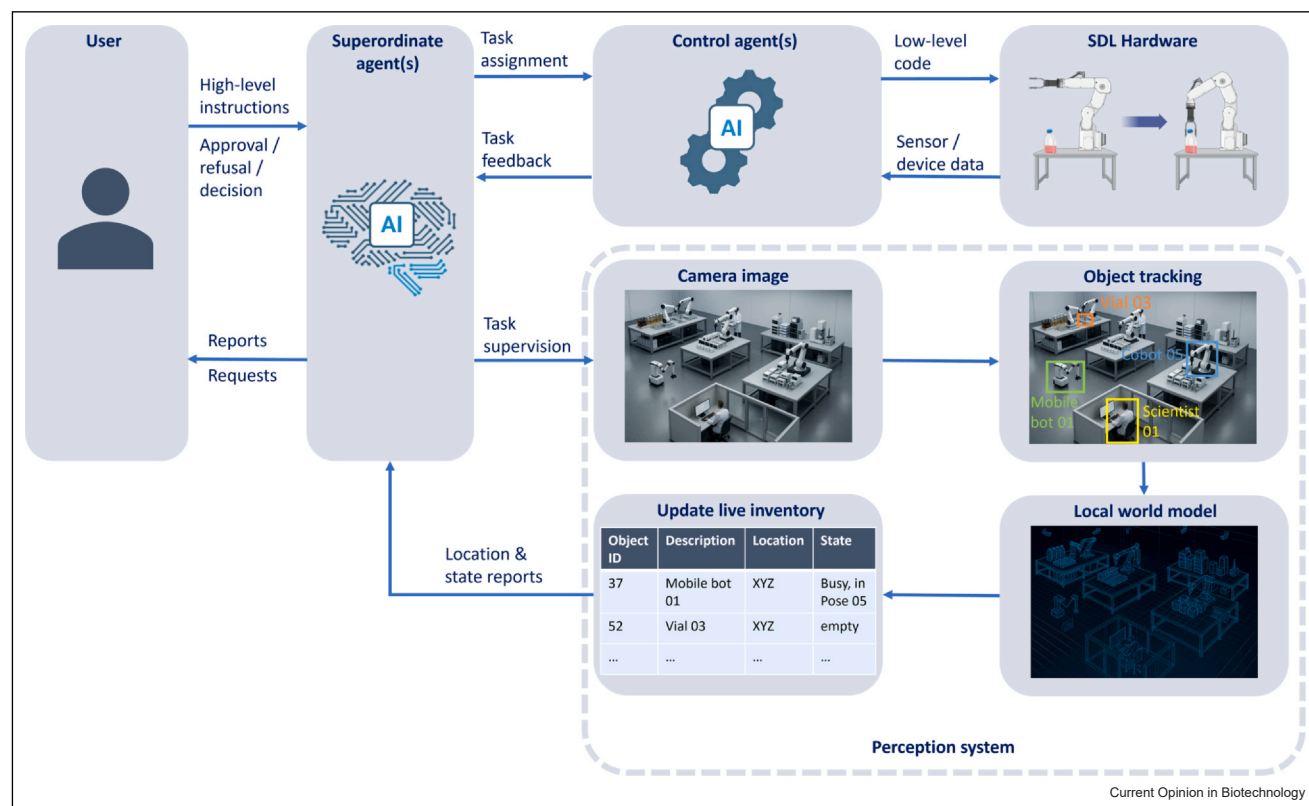 User
Superordinate
agent(s)
Task
assignment
Control agent(s)
Low-level
code
SDL Hardware
High-level
instructions
Approval /
refusal /
decision
AI
Task
feedback
AI
Sensor /
device data
Reports
Requests
Task
supervision
Camera image
Object tracking
Vial 03
Cobot 05
Mobile
bot 01
Scientist
01
Location &
state reports
Update live inventory
Object ID Description Location State
37 Mobile bot 01 XYZ Busy, in Pose 05
52 Vial 03 XYZ empty
... ... ... ...
Local world model
Perception system
Current Opinion in Biotechnology